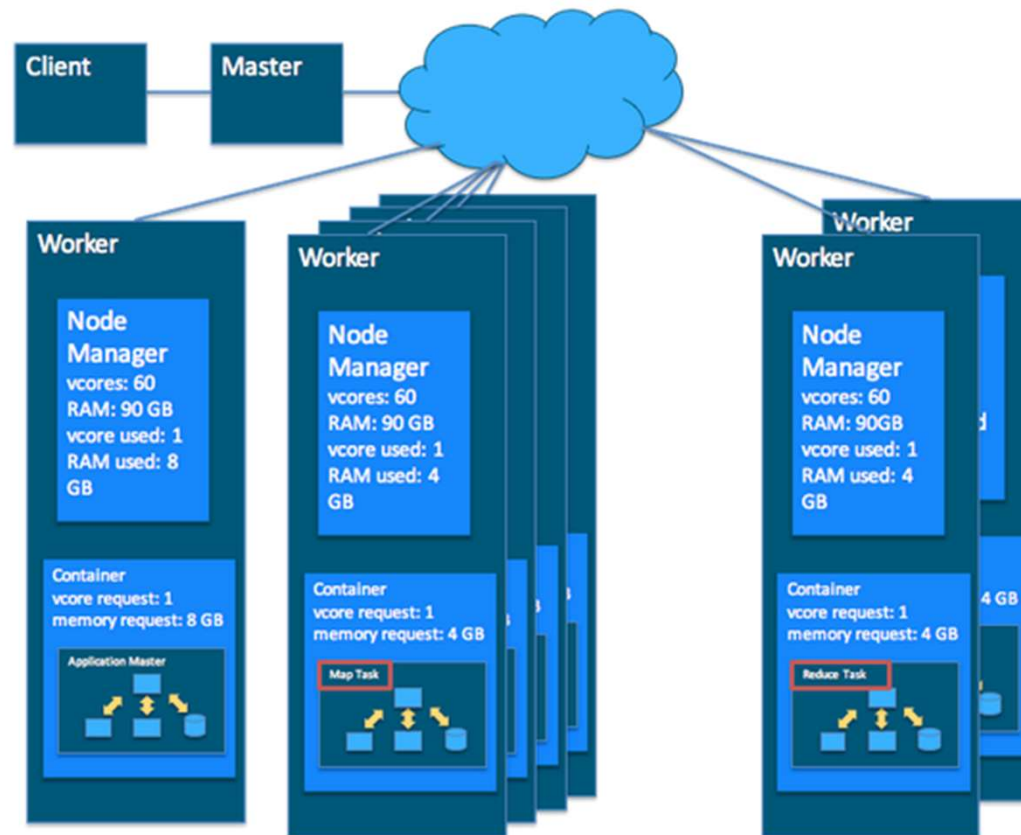 Client
Master
Worker
Node
Manager
vcores: 60
RAM: 90 GB
vcore used: 1
RAM used: 8
GB
Container
vcore request: 1
memory request: 8 GB
Application Master
Worker
Node
Manager
vcores: 60
RAM: 90 GB
vcore used: 1
RAM used: 4
GB
Container
vcore request: 1
memory request: 4 GB
Map Task
Worker
Worker
Node
Manager
vcores: 60
RAM: 90GB
vcore used: 1
RAM used: 4
GB
Container
vcore request: 1
memory request: 4 GB
Reduce Task
4 GB